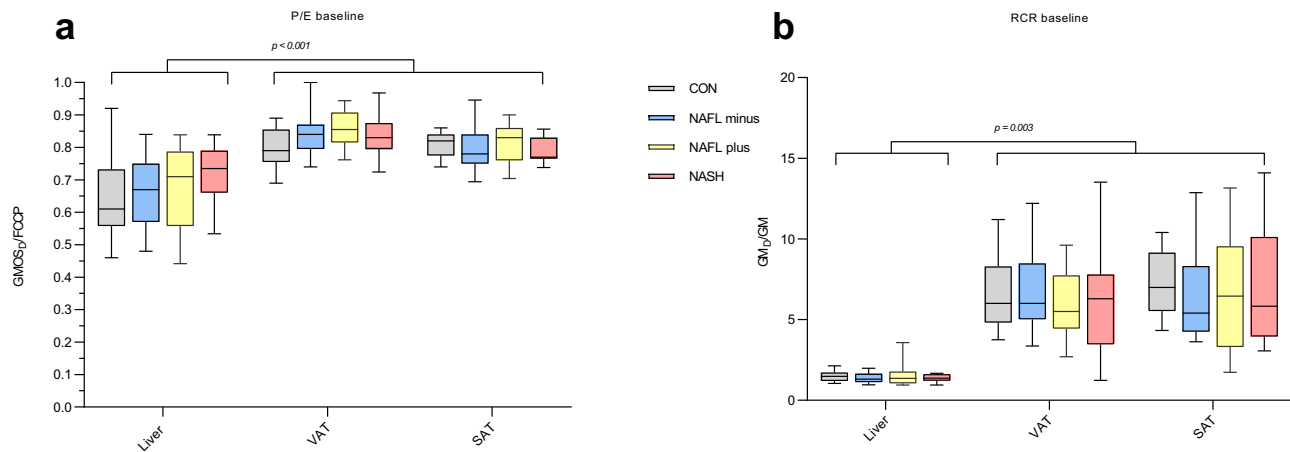 a
P/E baseline
p < 0.001
GMOS_D/FCCP
1.0
0.9
0.8
0.7
0.6
0.5
0.4
0.3
0.2
0.1
0.0
Liver
VAT
SAT
CON
NAFL minus
NAFL plus
NASH
b
RCR baseline
p = 0.003
GM_D/GM
20
15
10
5
0
Liver
VAT
SAT